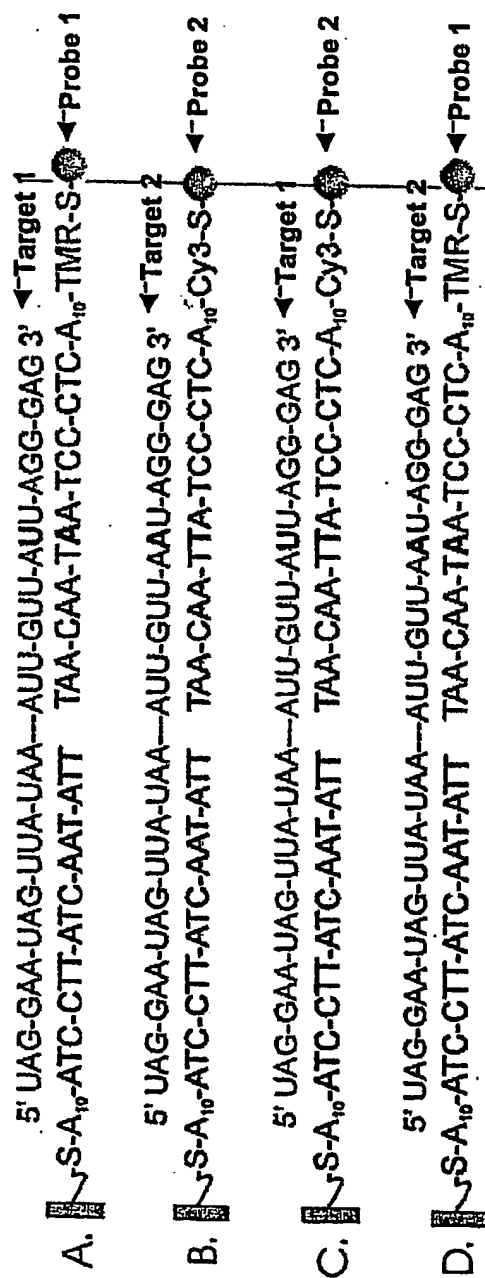 5' UAG-GAA-UAG-UUA-UAA---AUU-GUU-AUU-AGG-GAG 3' Target 1
A. S-A10-ATC-CTT-ATC-AAT-ATT TAA-CAA-TAA-TCC-CTC-A10-TMR-S- Probe 1
5' UAG-GAA-UAG-UUA-UAA---AUU-GUU-AAU-AGG-GAG 3' Target 2
B. S-A10-ATC-CTT-ATC-AAT-ATT TAA-CAA-TTA-TCC-CTC-A10-Cy3-S- Probe 2
5' UAG-GAA-UAG-UUA-UAA---AUU-GUU-AUU-AGG-GAG 3' Target 1
C. S-A10-ATC-CTT-ATC-AAT-ATT TAA-CAA-TTA-TCC-CTC-A10-Cy3-S- Probe 2
5' UAG-GAA-UAG-UUA-UAA---AUU-GUU-AAU-AGG-GAG 3' Target 2
D. S-A10-ATC-CTT-ATC-AAT-ATT TAA-CAA-TAA-TCC-CTC-A10-TMR-S- Probe 1